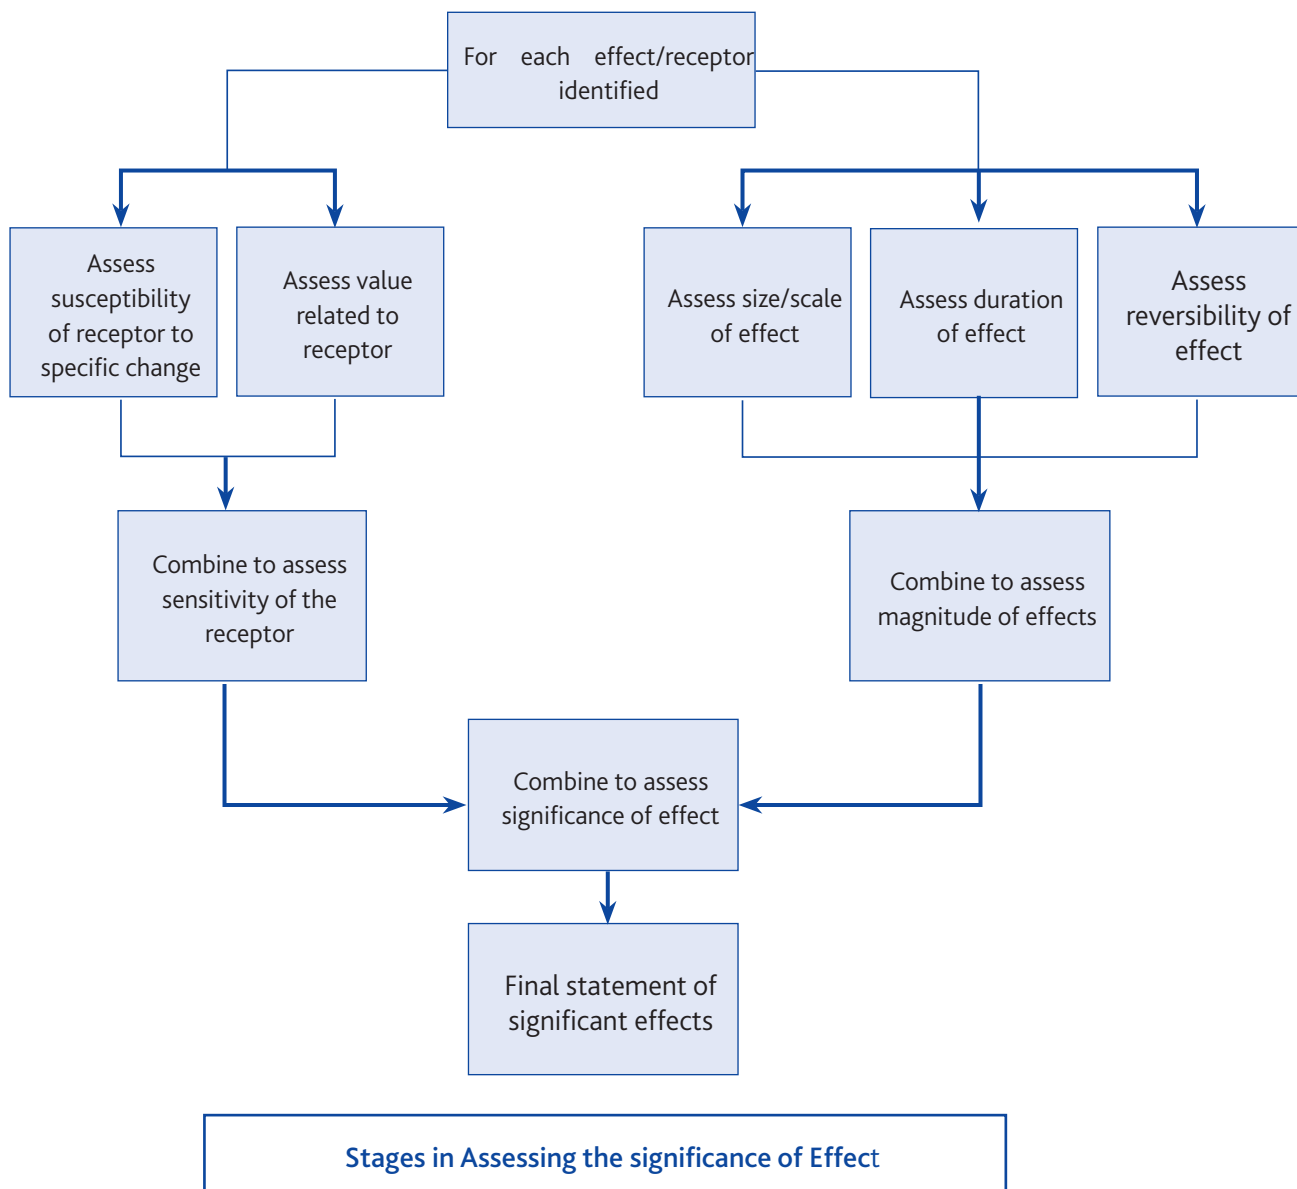 For each effect/receptor
identified
Assess
susceptibility
of receptor to
specific change
Assess value
related to
receptor
Assess size/scale
of effect
Assess duration
of effect
Assess
reversibility of
effect
Combine to assess
sensitivity of the
receptor
Combine to assess
magnitude of effects
Combine to assess
significance of effect
Final statement of
significant effects
Stages in Assessing the significance of Effect